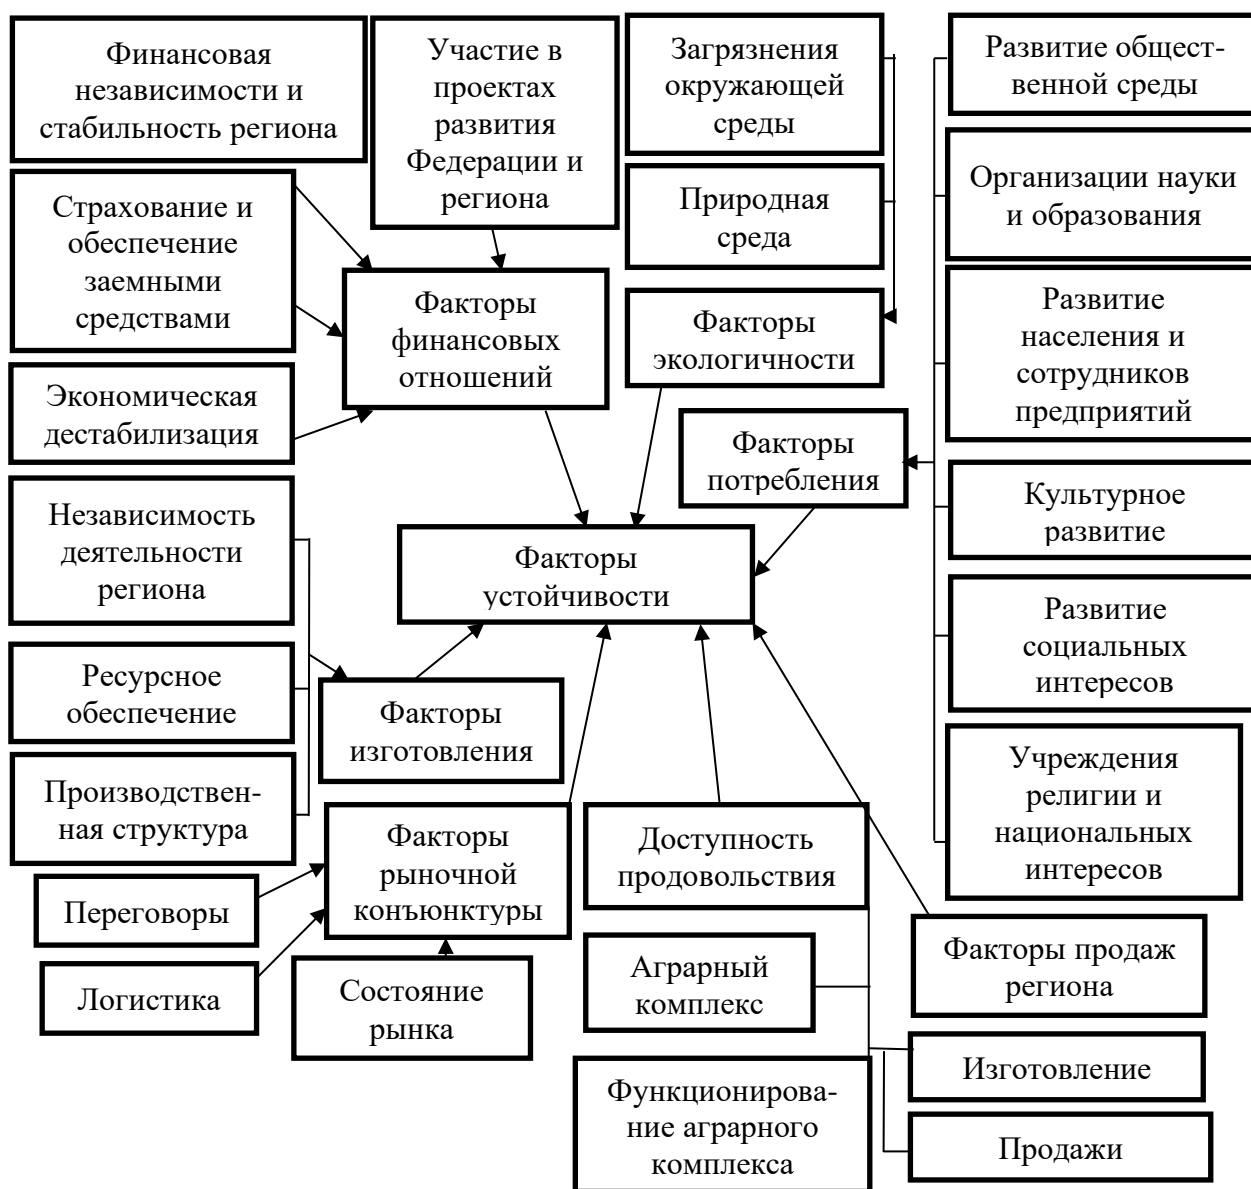 Финансовая
независимости и
стабильность региона
Участие в
проектах
развития
Федерации и
региона
Загрязнения
окружающей
среды
Развитие общест-
венной среды
Страхование и
обеспечение
заемными
средствами
Природная
среда
Организации науки
и образования
Факторы
финансовых
отношений
Факторы
экологичности
Развитие
населения и
сотрудников
предприятий
Экономическая
дестабилизация
Факторы
потребления
Культурное
развитие
Независимость
деятельности
региона
Факторы
устойчивости
Развитие
социальных
интересов
Ресурсное
обеспечение
Факторы
изготовления
Учреждения
религии и
национальных
интересов
Производствен-
ная структура
Факторы
рыночной
конъюнктуры
Доступность
продовольствия
Переговоры
Логистика
Состояние
рынка
Аграрный
комплекс
Факторы продаж
региона
Изготовление
Функционирова-
ние аграрного
комплекса
Продажи